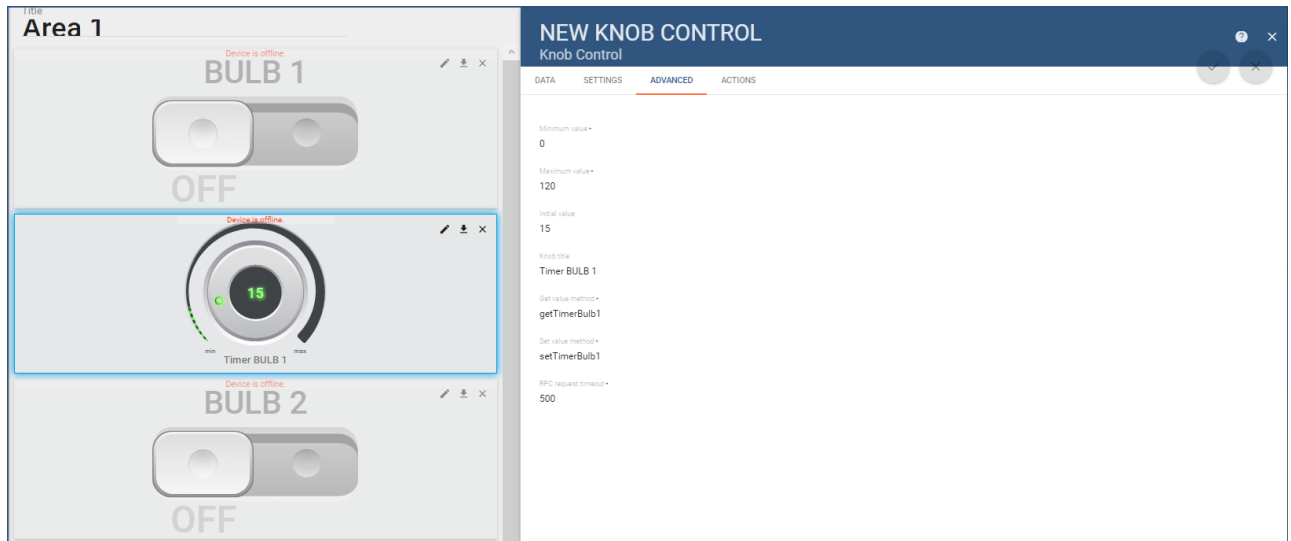 Title
Area 1
Device is offline.
BULB 1
OFF
Device is offline.
15
min
max
Timer BULB 1
Device is offline.
BULB 2
OFF
NEW KNOB CONTROL
Knob Control
DATA SETTINGS ADVANCED ACTIONS
Minimum value •
0
Maximum value •
120
Initial value
15
Knob title
Timer BULB 1
Get value method •
getTimerBulb1
Set value method •
setTimerBulb1
RPC request timeout •
500